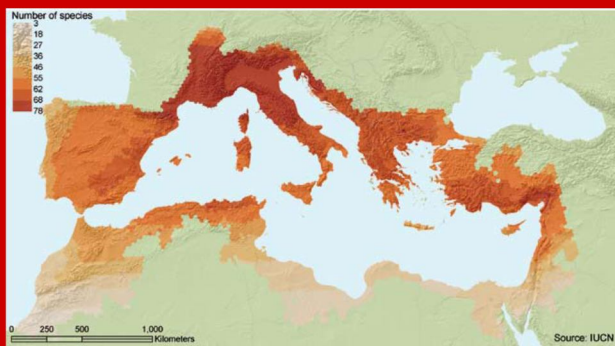 Number of species
3
18
27
36
46
55
62
68
78
0 250 500 1,000
Kilometers
Source: IUCN